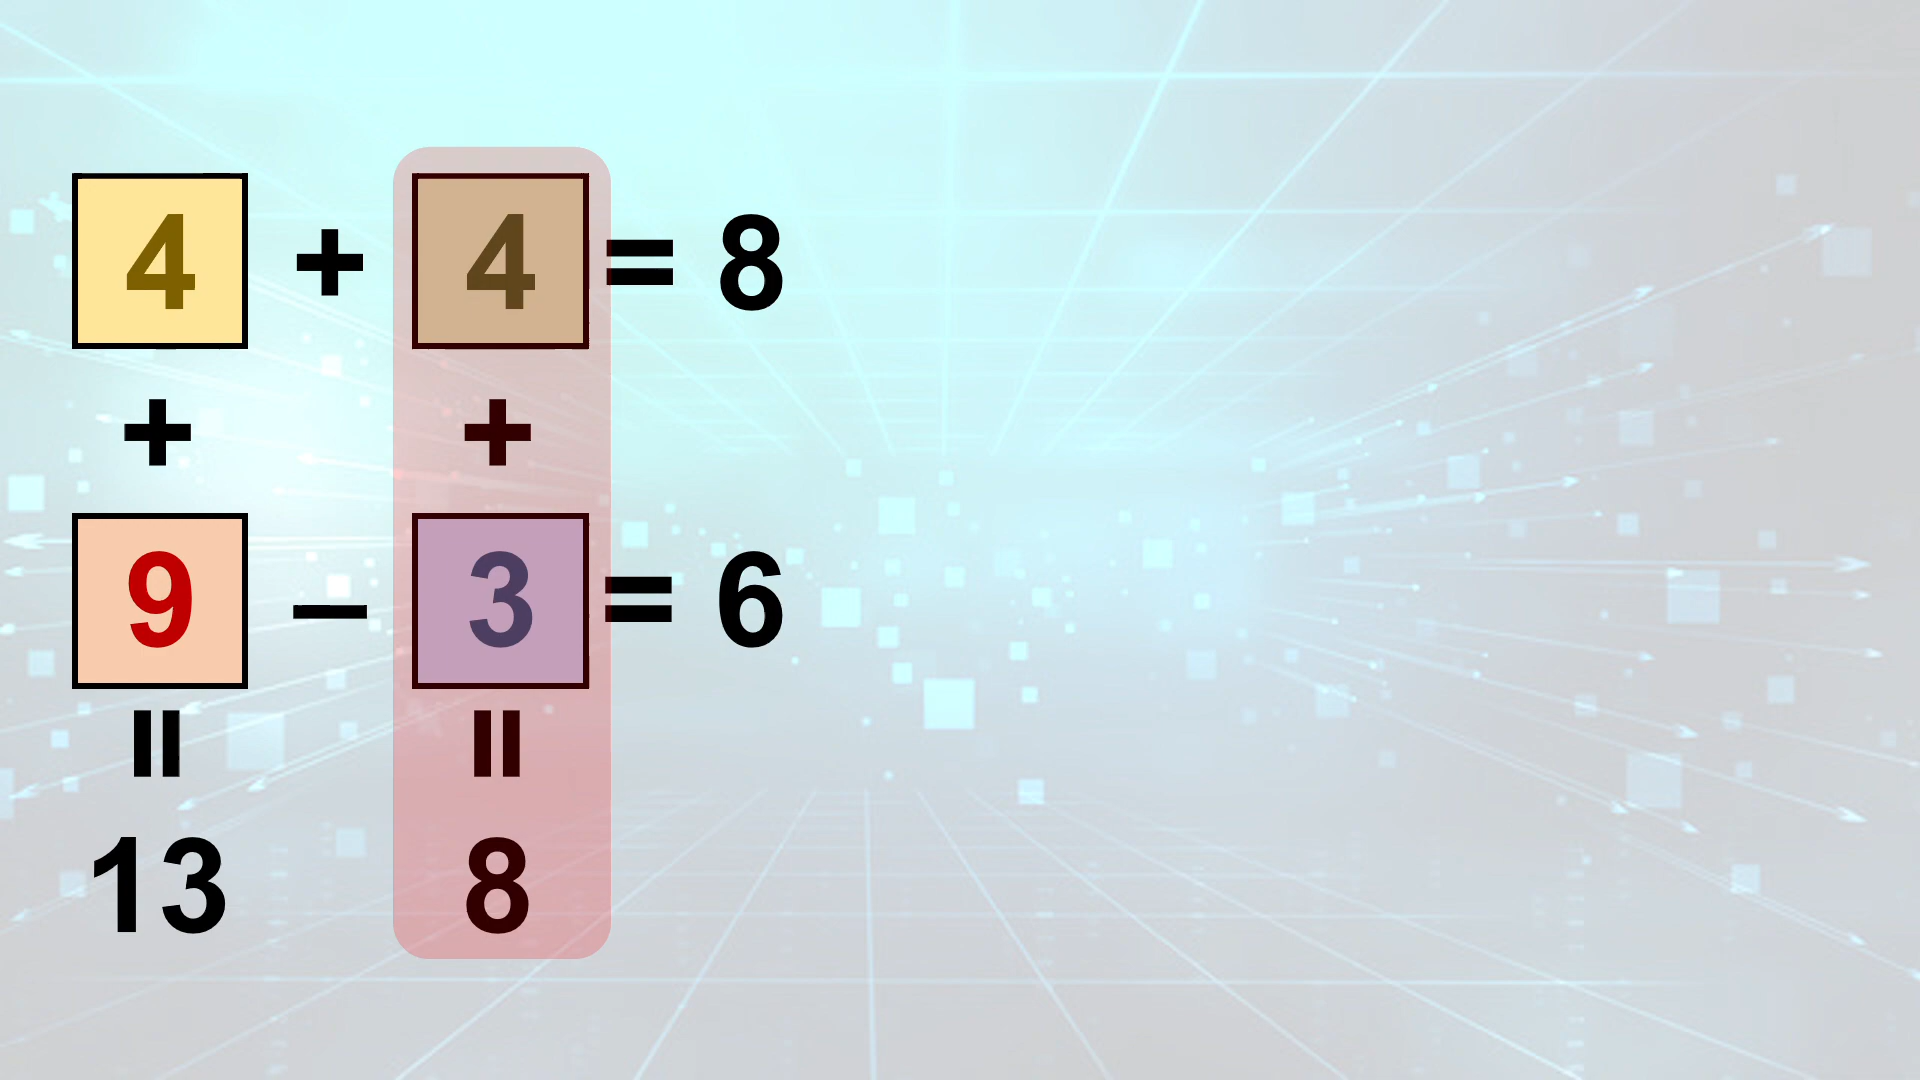 4 + 4 = 8
+ +
9 – 3 = 6
= =
13 8